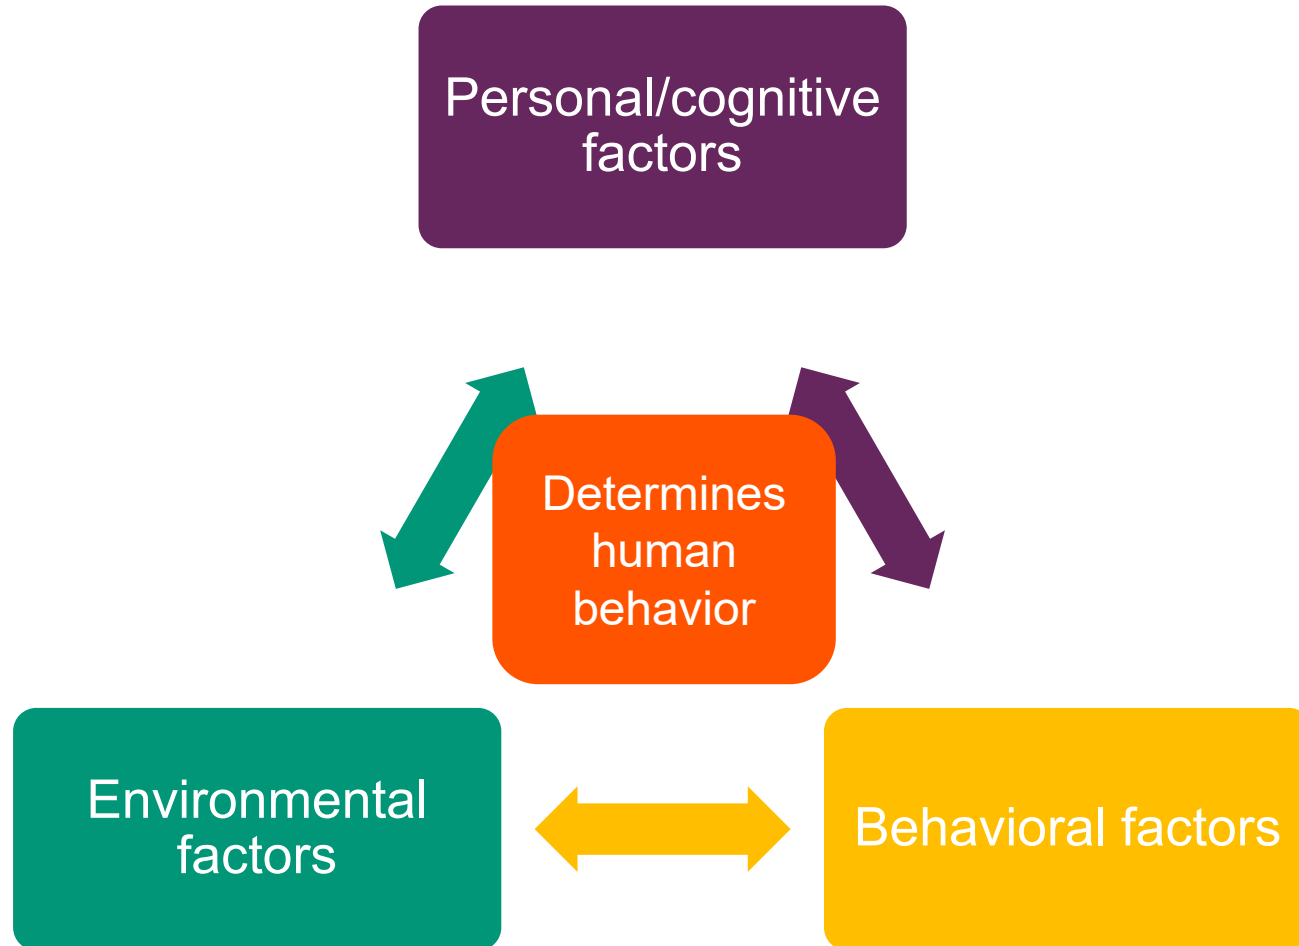 Personal/cognitive
factors
Determines
human
behavior
Environmental
factors
Behavioral factors